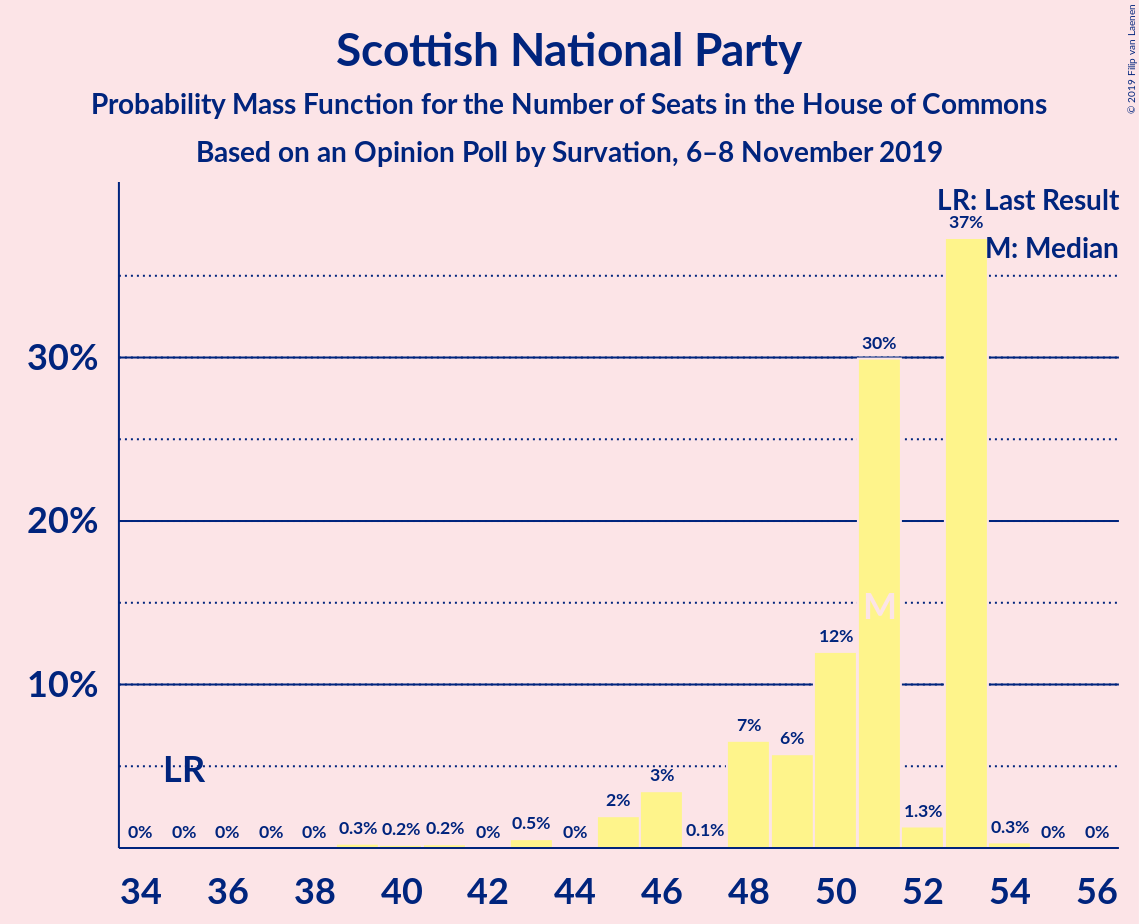 Scottish National Party
Probability Mass Function for the Number of Seats in the House of Commons
Based on an Opinion Poll by Survation, 6–8 November 2019
© 2019 Filip van Laenen
LR: Last Result
M: Median
37%
30%
30%
20%
M
12%
10%
7%
6%
LR
3%
2%
1.3%
0% 0% 0% 0% 0% 0.3% 0.2% 0.2% 0% 0.5% 0% 0.1% 0.3% 0% 0%
34 36 38 40 42 44 46 48 50 52 54 56